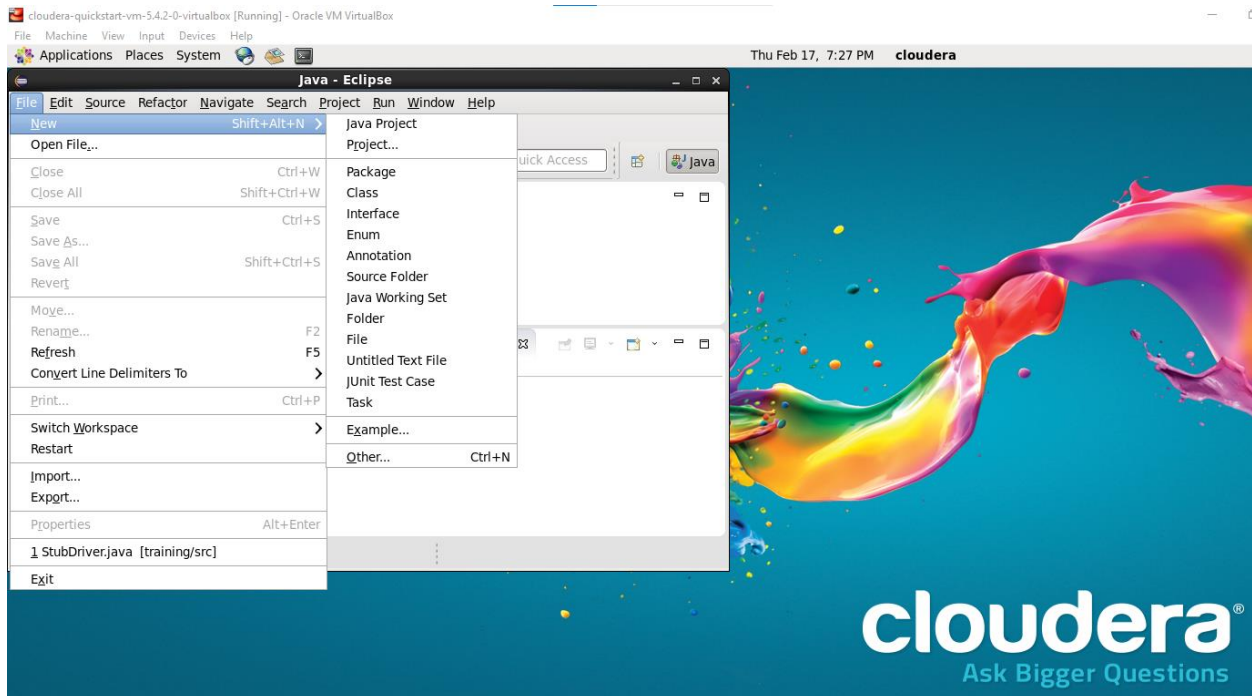 cloudera-quickstart-vm-5.4.2-0-virtualbox [Running] - Oracle VM VirtualBox
File Machine View Input Devices Help
Applications Places System Thu Feb 17, 7:27 PM cloudera
Java - Eclipse
File Edit Source Refactor Navigate Search Project Run Window Help
New Shift+Alt+N
Open File...
Close Ctrl+W
Close All Shift+Ctrl+W
Save Ctrl+S
Save As...
Save All Shift+Ctrl+S
Revert
Move...
Rename... F2
Refresh F5
Convert Line Delimiters To
Print... Ctrl+P
Switch Workspace
Restart
Import...
Export...
Properties Alt+Enter
1 StubDriver.java [training/src]
Exit
Java Project
Project...
Package
Class
Interface
Enum
Annotation
Source Folder
Java Working Set
Folder
File
Untitled Text File
JUnit Test Case
Task
Example...
Other... Ctrl+N
uick Access
Java
cloudera®
Ask Bigger Questions